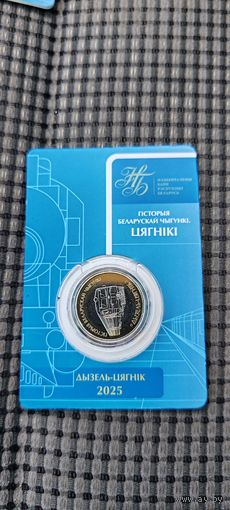 НАЦЫЯНАЛЬНЫ
БАНК
РЭСПУБЛІКІ
БЕЛАРУСЬ
ГІСТОРЫЯ
БЕЛАРУСКАЙ ЧЫГУНКІ.
ЦЯГНІКІ
ДЫЗЕЛЬ-ЦЯГНІК
2025